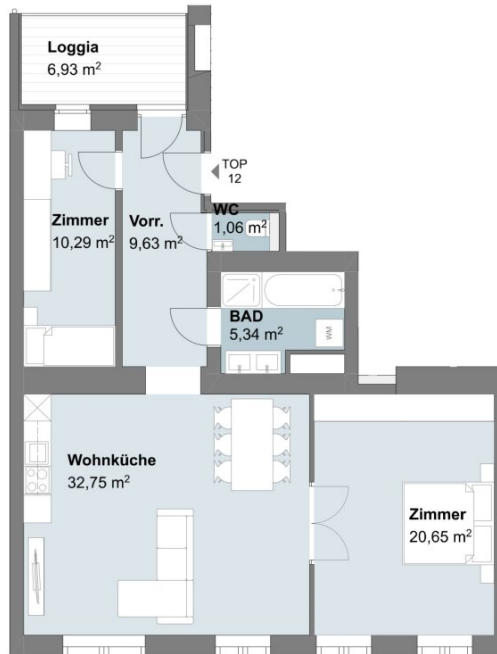 Loggia
6,93 m²
TOP
12
Zimmer
10,29 m²
Vorr.
9,63 m²
WC
1,06 m²
BAD
5,34 m²
WM
Wohnküche
32,75 m²
Zimmer
20,65 m²